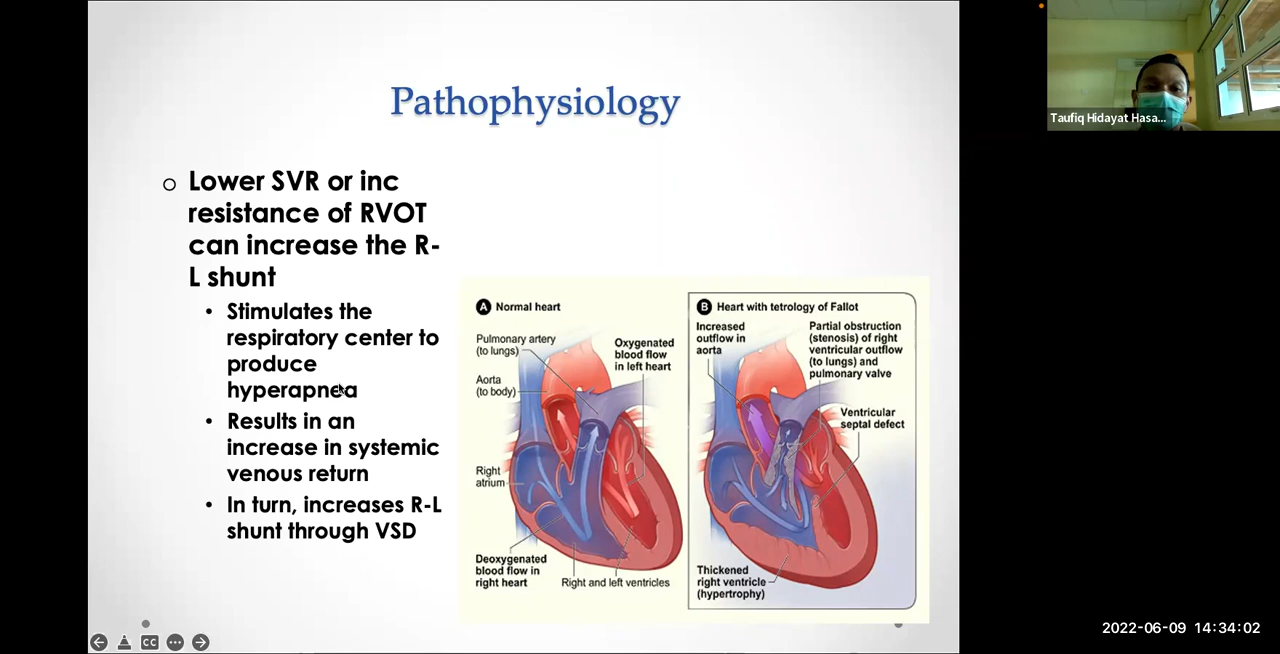 Pathophysiology
Lower SVR or inc
resistance of RVOT
can increase the R-
L shunt
Stimulates the
respiratory center to
produce
hyperapnea
Results in an
increase in systemic
venous return
In turn, increases R-L
shunt through VSD
A Normal heart
Pulmonary artery
(to lungs)
Oxygenated
blood flow
in left heart
Aorta
(to body)
Right
atrium
Deoxygenated
blood flow in
right heart
Right and left ventricles
B Heart with tetrology of Fallot
Increased
outflow in
aorta
Partial obstruction
(stenosis) of right
ventricular outflow
(to lungs) and
pulmonary valve
Ventricular
septal defect
Thickened
right ventricle
(hypertrophy)
CC
Taufiq Hidayat Hasa...
2022-06-09 14:34:02